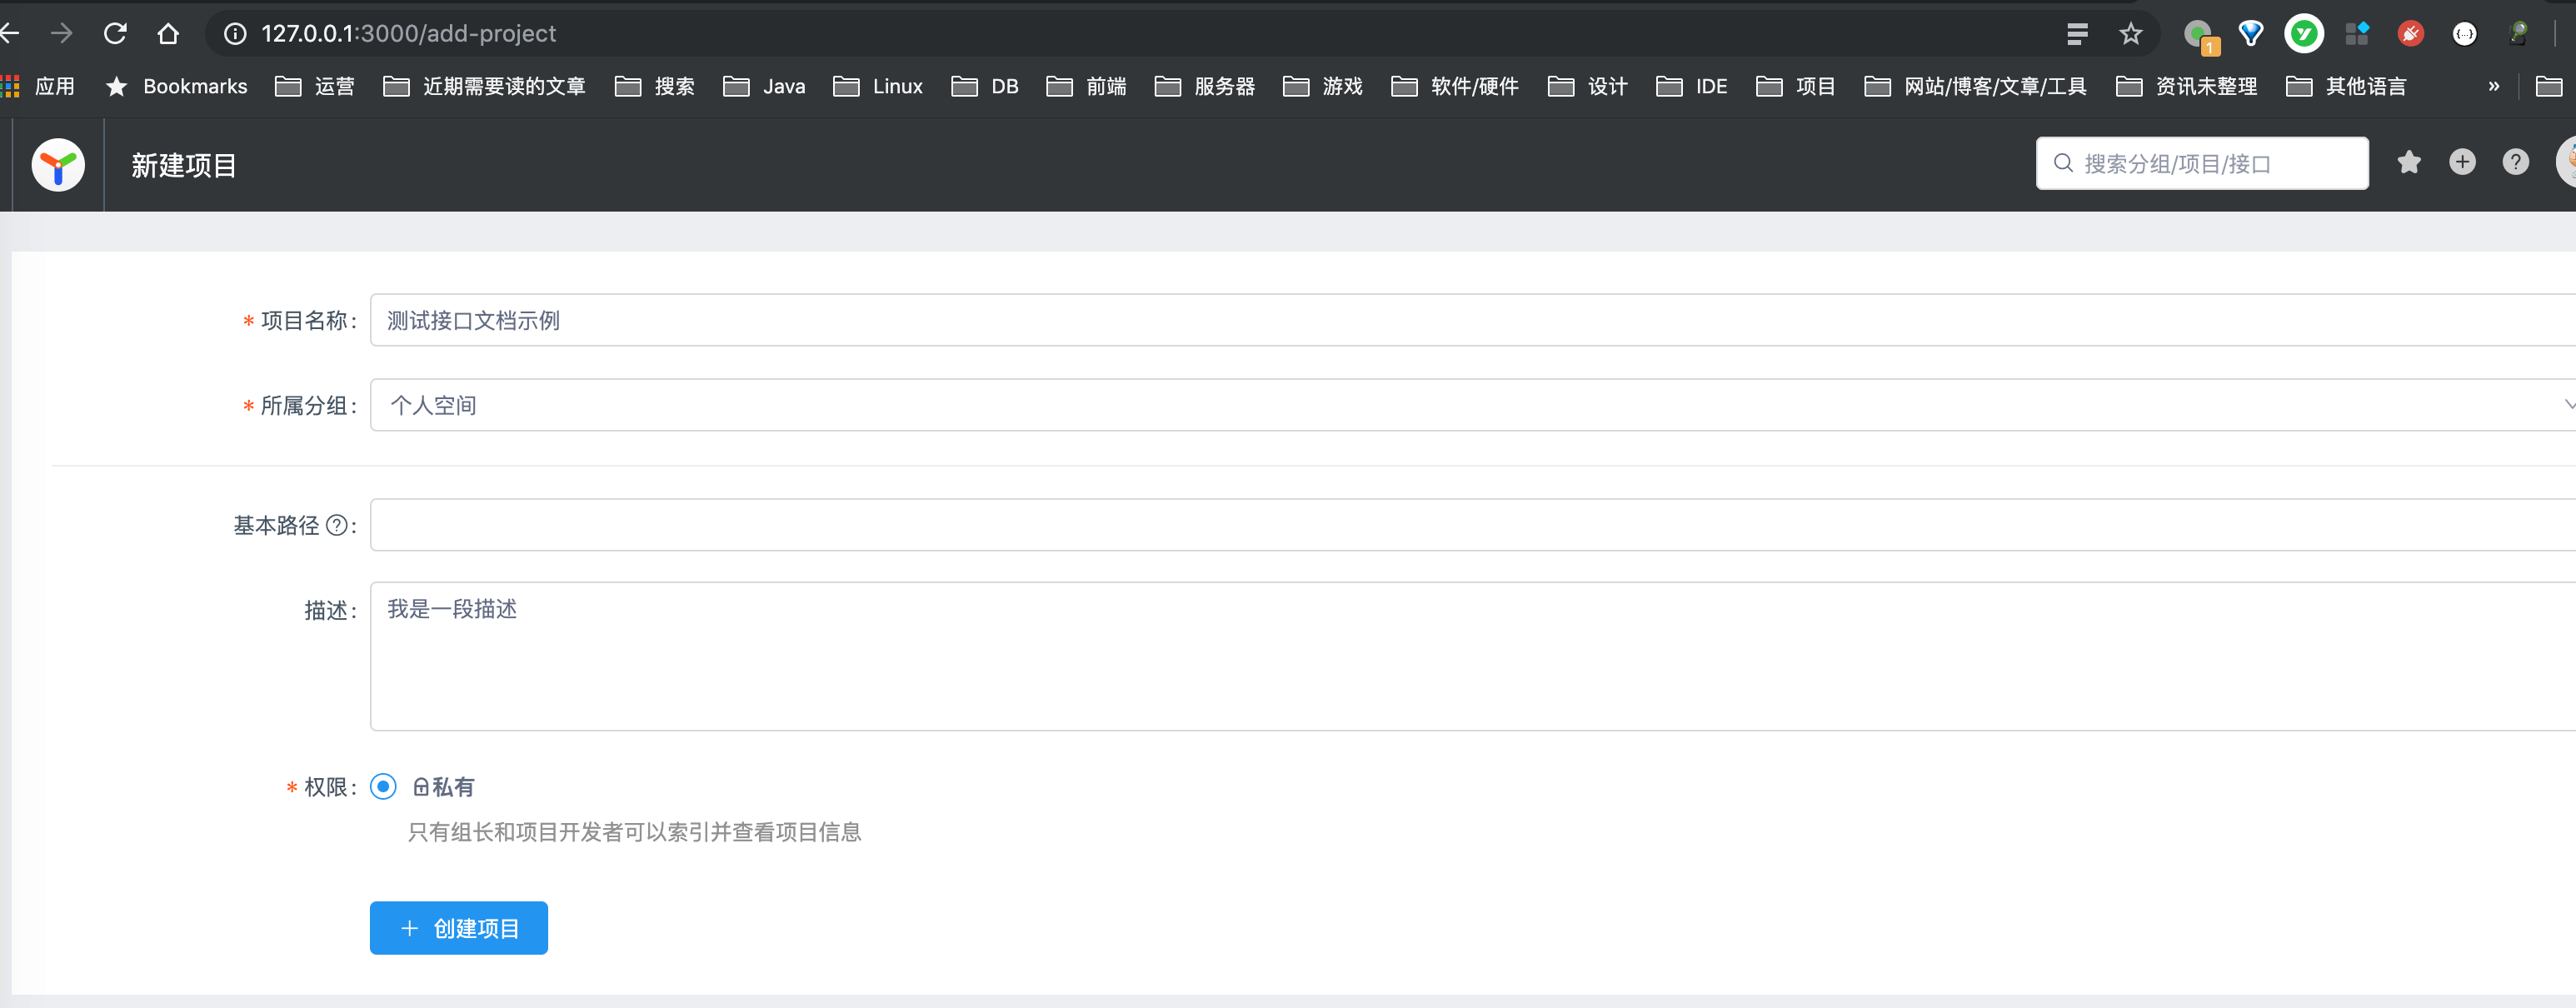 127.0.0.1:3000/add-project
1
应用 Bookmarks 运营 近期需要读的文章 搜索 Java Linux DB 前端 服务器 游戏 软件/硬件 设计 IDE 项目 网站/博客/文章/工具 资讯未整理 其他语言 »
新建项目 搜索分组/项目/接口
* 项目名称: 测试接口文档示例
* 所属分组: 个人空间
基本路径 ?:
描述: 我是一段描述
* 权限: 私有
只有组长和项目开发者可以索引并查看项目信息
+ 创建项目